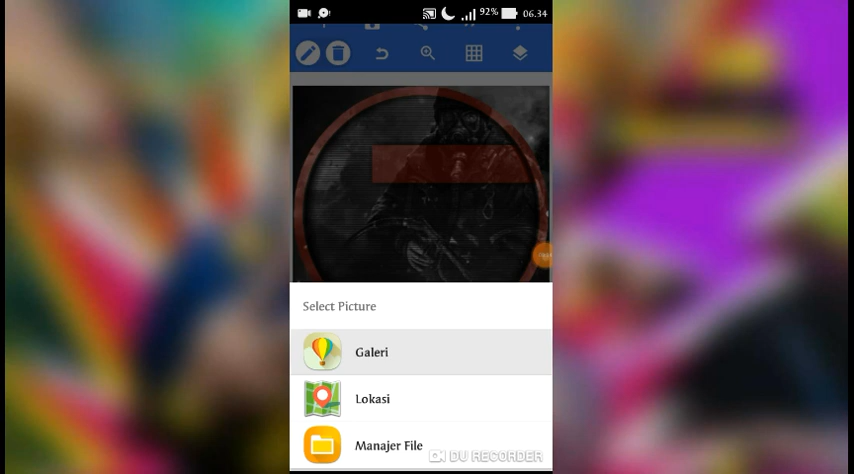 92% 06.34
Select Picture
Galeri
Lokasi
Manajer File
DU RECORDER